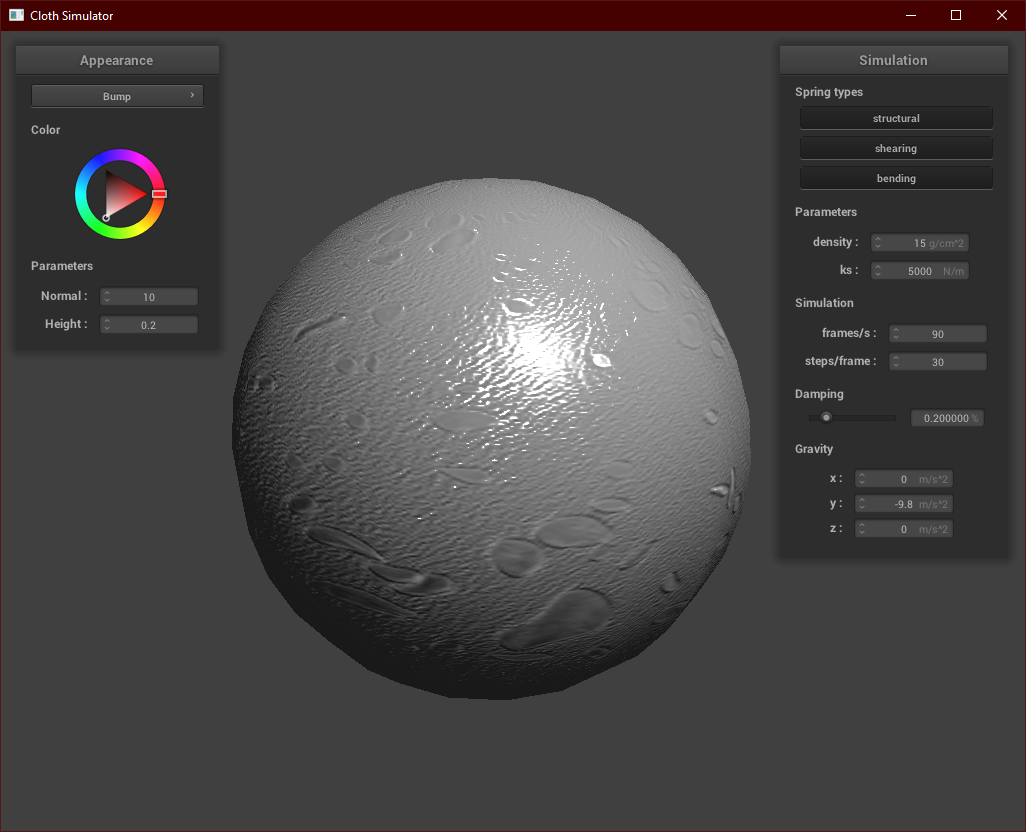 Cloth Simulator
Appearance
Bump
Color
Parameters
Normal : 10
Height : 0.2
Simulation
Spring types
structural
shearing
bending
Parameters
density : 15 g/cm^2
ks : 5000 N/m
Simulation
frames/s : 90
steps/frame : 30
Damping
0.200000 %
Gravity
x : 0 m/s^2
y : -9.8 m/s^2
z : 0 m/s^2